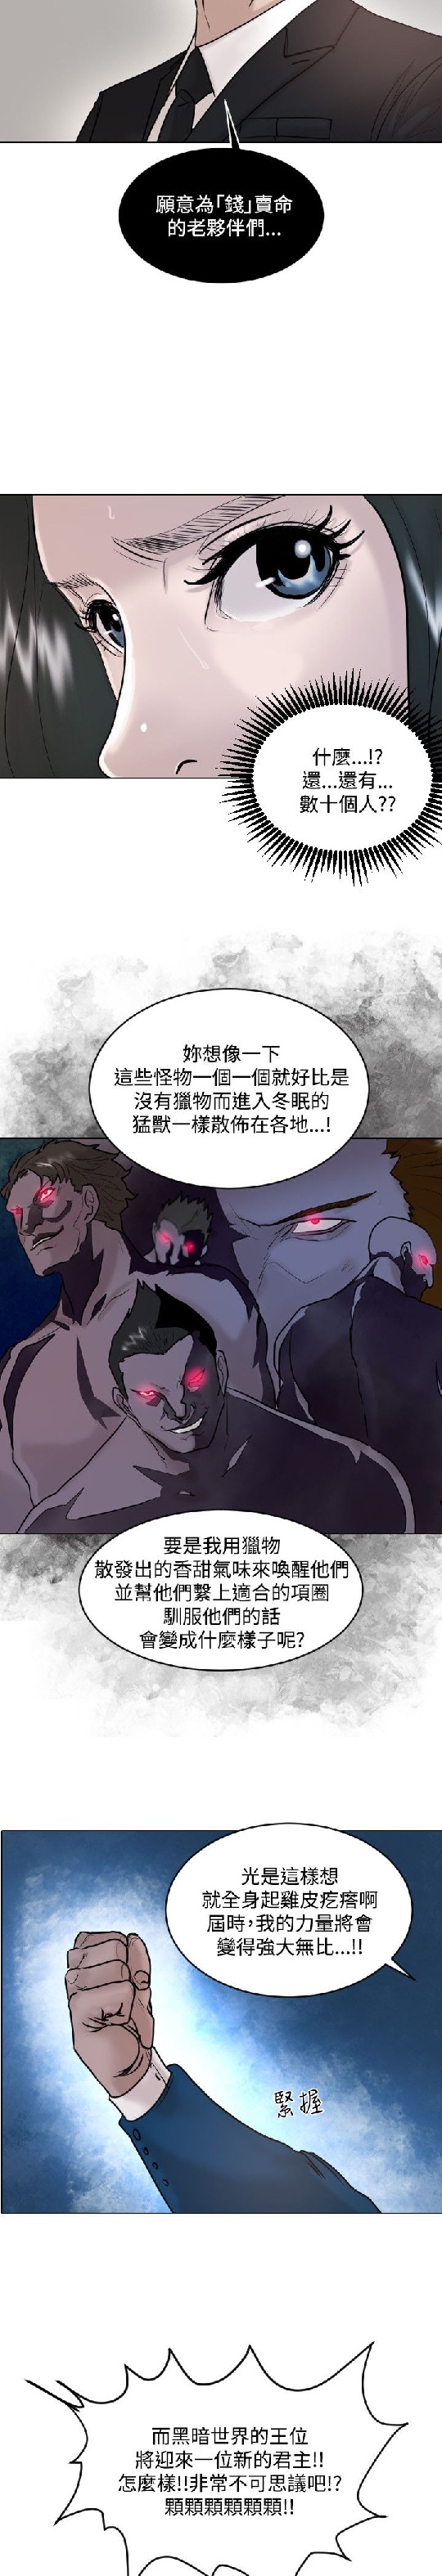 願意為「錢」賣命
的老夥伴們...
什麼...!?
還...還有...
數十個人??
妳想像一下
這些怪物一個一個就好比是
沒有獵物而進入冬眠的
猛獸一樣散佈在各地...!
要是我用獵物
散發出的香甜氣味來喚醒他們
並幫他們繫上適合的項圈
馴服他們的話
會變成什麼樣子呢?
光是這樣想
就全身起雞皮疙瘩啊
屆時,我的力量將會
變得強大無比...!!
緊握
而黑暗世界的王位
將迎來一位新的君主!!
怎麼樣!!非常不可思議吧!?
顆顆顆顆顆顆!!